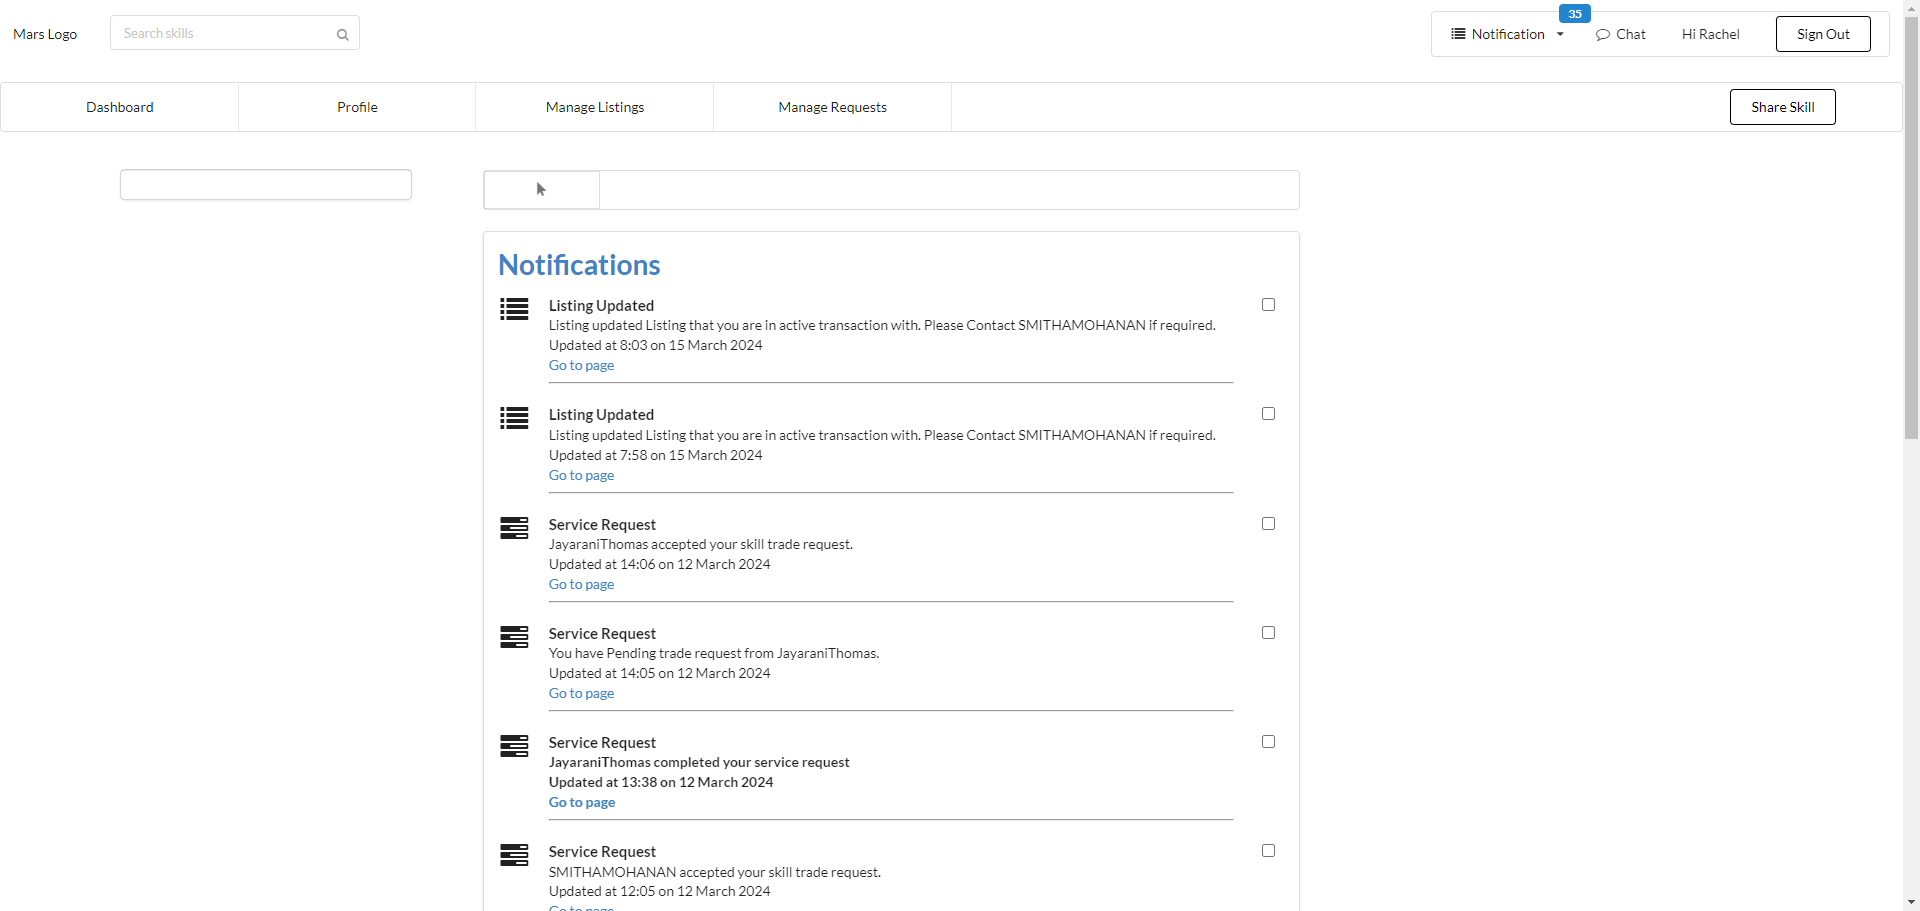 Mars Logo
Search skills
35
Notification
Chat
Hi Rachel
Sign Out
Dashboard
Profile
Manage Listings
Manage Requests
Share Skill
Notifications
Listing Updated
Listing updated Listing that you are in active transaction with. Please Contact SMITHAMOHANAN if required.
Updated at 8:03 on 15 March 2024
Go to page
Listing Updated
Listing updated Listing that you are in active transaction with. Please Contact SMITHAMOHANAN if required.
Updated at 7:58 on 15 March 2024
Go to page
Service Request
JayaraniThomas accepted your skill trade request.
Updated at 14:06 on 12 March 2024
Go to page
Service Request
You have Pending trade request from JayaraniThomas.
Updated at 14:05 on 12 March 2024
Go to page
Service Request
JayaraniThomas completed your service request
Updated at 13:38 on 12 March 2024
Go to page
Service Request
SMITHAMOHANAN accepted your skill trade request.
Updated at 12:05 on 12 March 2024
Go to page